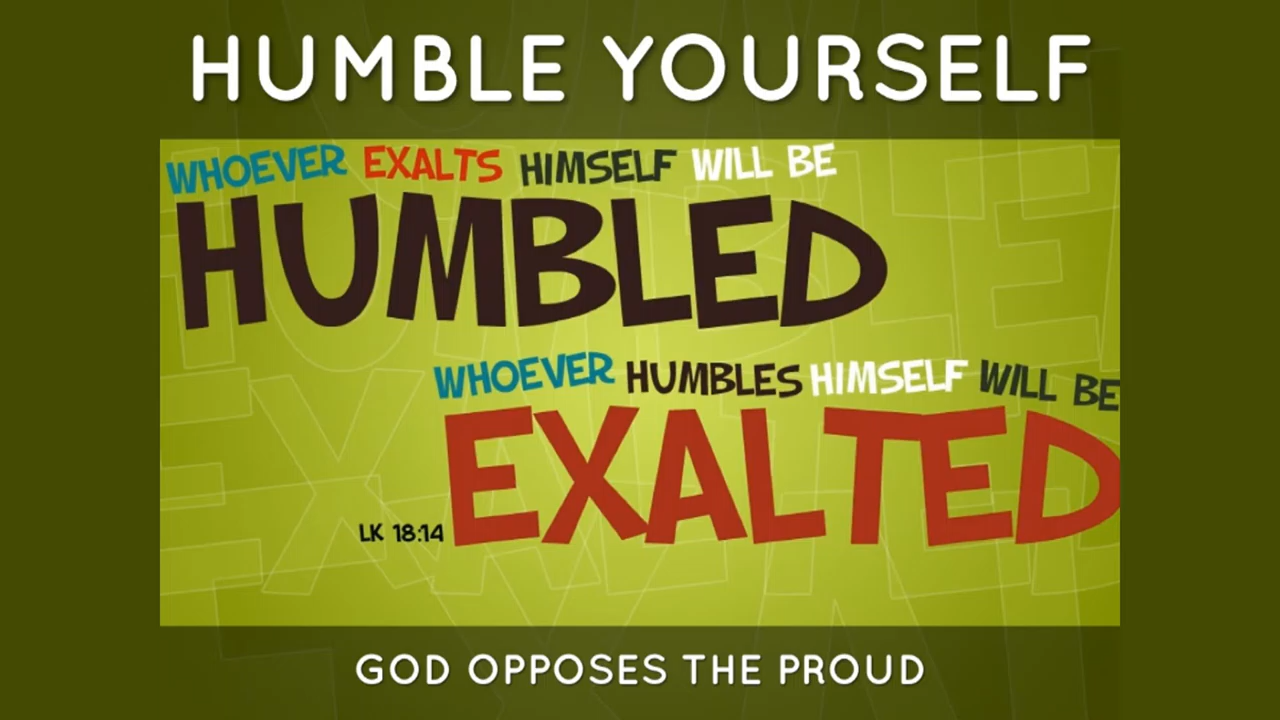 HUMBLE YOURSELF
WHOEVER EXALTS HIMSELF WILL BE
HUMBLED
WHOEVER HUMBLES HIMSELF WILL BE
EXALTED
LK 18:14
GOD OPPOSES THE PROUD